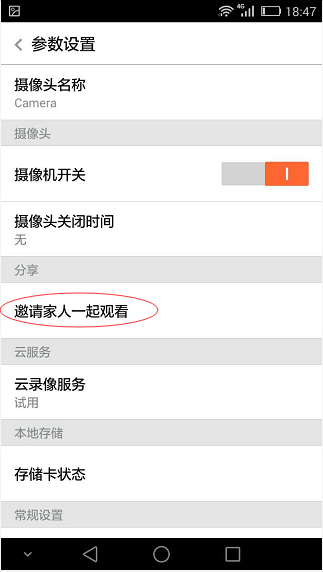 4G 18:47
参数设置
摄像头名称
Camera
摄像头
摄像机开关
摄像头关闭时间
无
分享
邀请家人一起观看
云服务
云录像服务
试用
本地存储
存储卡状态
常规设置